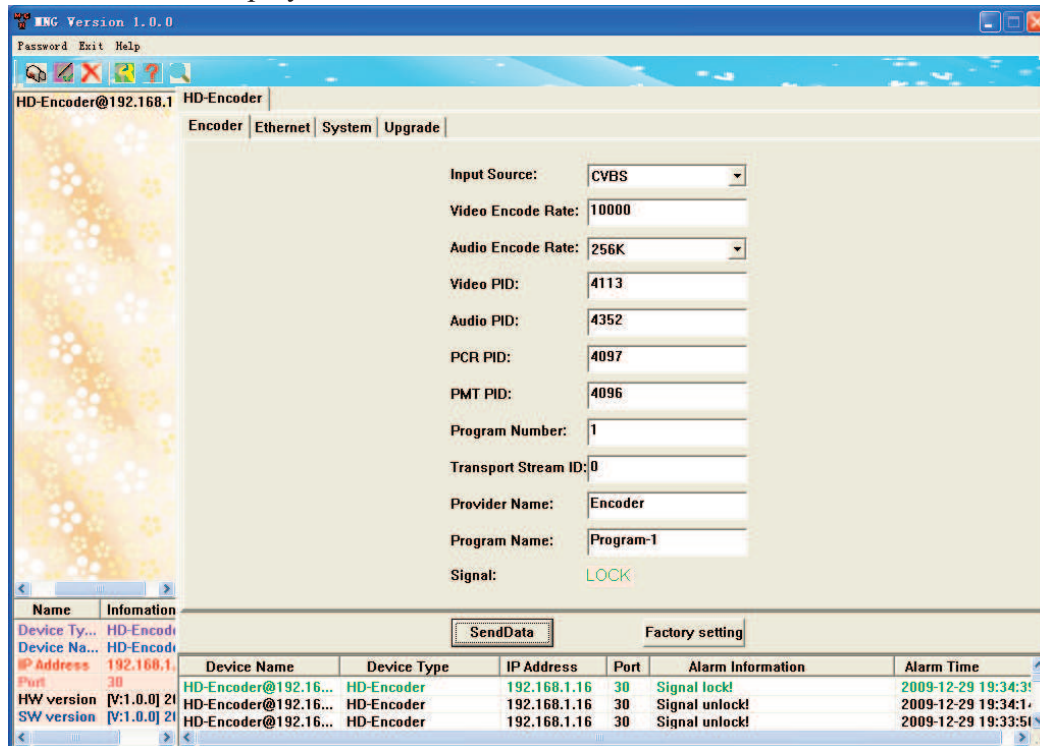 MNG Version 1.0.0
Password Exit Help
HD-Encoder@192.168.1
HD-Encoder
Encoder Ethernet System Upgrade
Input Source: CVBS
Video Encode Rate: 10000
Audio Encode Rate: 256K
Video PID: 4113
Audio PID: 4352
PCR PID: 4097
PMT PID: 4096
Program Number: 1
Transport Stream ID: 0
Provider Name: Encoder
Program Name: Program-1
Signal: LOCK
SendData Factory setting
Name Infomation
Device Ty... HD-Encod
Device Na... HD-Encod
IP Address 192.168.1.
Port 30
HW version [V:1.0.0] 2
SW version [V:1.0.0] 2
Device Name Device Type IP Address Port Alarm Information Alarm Time
HD-Encoder@192.16... HD-Encoder 192.168.1.16 30 Signal lock! 2009-12-29 19:34:3
HD-Encoder@192.16... HD-Encoder 192.168.1.16 30 Signal unlock! 2009-12-29 19:34:1
HD-Encoder@192.16... HD-Encoder 192.168.1.16 30 Signal unlock! 2009-12-29 19:33:5